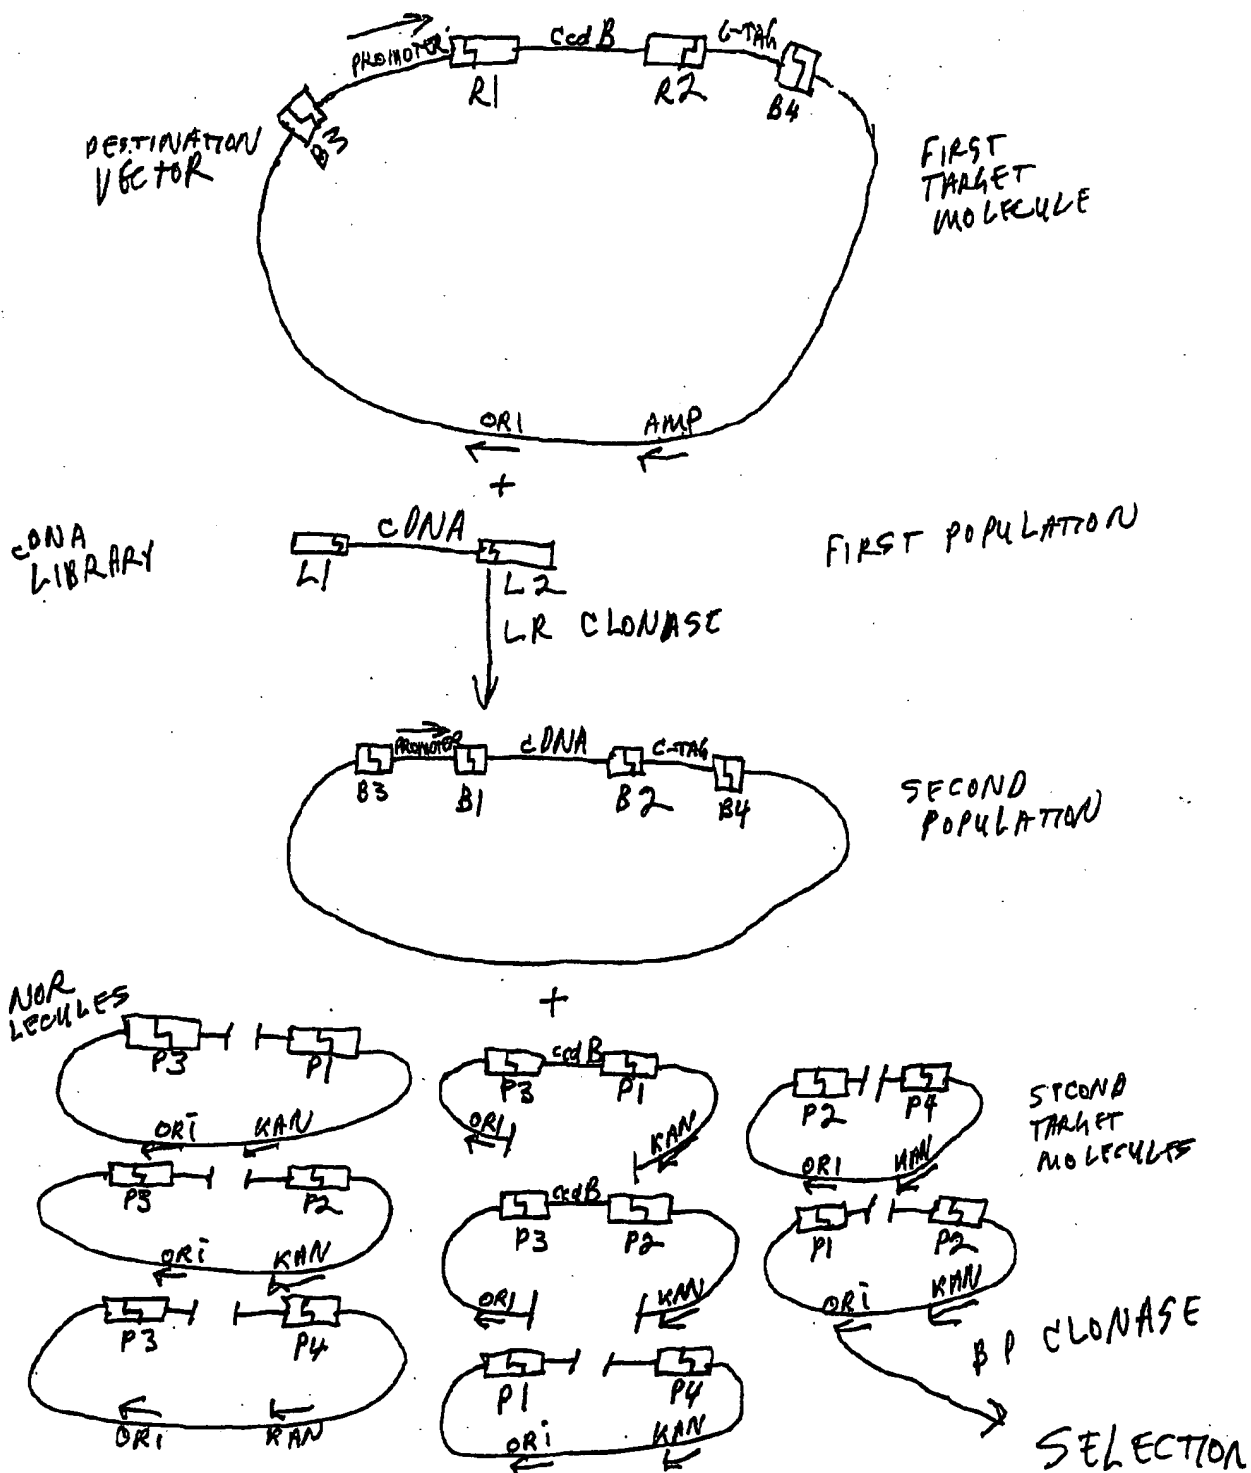 PROMOTER
CcdB
C-TAG
R1
R2
B4
B3
DESTINATION
VECTOR
FIRST
TARGET
MOLECULE
ORI
AMP
+
cDNA
LIBRARY
cDNA
L1
L2
FIRST POPULATION
LR CLONASE
PROMOTER
cDNA
C-TAG
B3
B1
B2
B4
SECOND
POPULATION
+
NOR
LECULES
P3
P1
ORi
KAN
P3
P2
ORi
KAN
P3
P4
ORi
KAN
ccdB
P3
P1
ORI
KAN
ccdB
P3
P2
ORI
KAN
P1
P4
ORi
KAN
P2
P4
ORI
KAN
P1
P2
ORi
KAN
SECOND
TARGET
MOLECULES
BP CLONASE
SELECTION